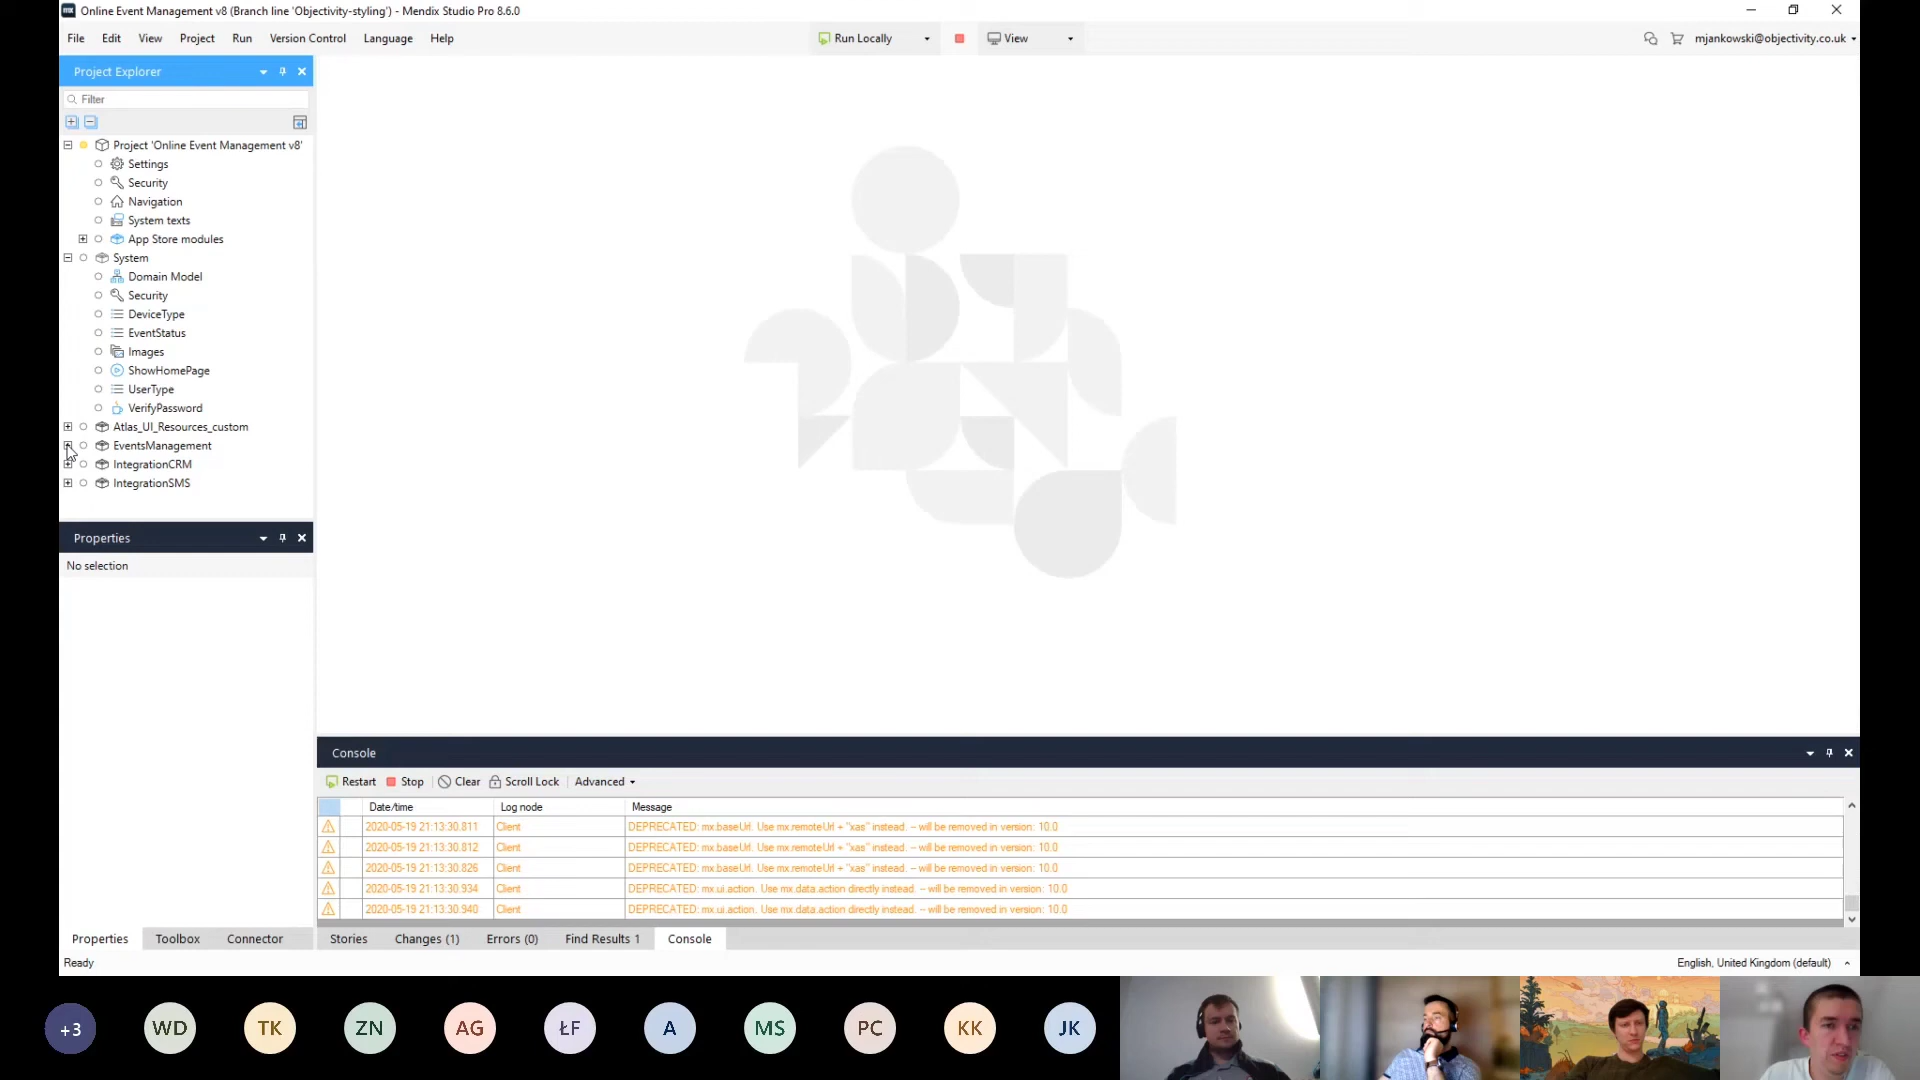 mx Online Event Management v8 (Branch line 'Objectivity-styling') - Mendix Studio Pro 8.6.0
File Edit View Project Run Version Control Language Help Run Locally View mjankowski@objectivity.co.uk
Project Explorer
Filter
Project 'Online Event Management v8'
Settings
Security
Navigation
System texts
App Store modules
System
Domain Model
Security
DeviceType
EventStatus
Images
ShowHomePage
UserType
VerifyPassword
Atlas_UI_Resources_custom
EventsManagement
IntegrationCRM
IntegrationSMS
Properties
No selection
Console
Restart Stop Clear Scroll Lock Advanced
Date/time Log node Message
2020-05-19 21:13:30.811 Client DEPRECATED: mx.baseUrl. Use mx.remoteUrl + "xas" instead. -- will be removed in version: 10.0
2020-05-19 21:13:30.812 Client DEPRECATED: mx.baseUrl. Use mx.remoteUrl + "xas" instead. -- will be removed in version: 10.0
2020-05-19 21:13:30.826 Client DEPRECATED: mx.baseUrl. Use mx.remoteUrl + "xas" instead. -- will be removed in version: 10.0
2020-05-19 21:13:30.934 Client DEPRECATED: mx.ui.action. Use mx.data.action directly instead. -- will be removed in version: 10.0
2020-05-19 21:13:30.940 Client DEPRECATED: mx.ui.action. Use mx.data.action directly instead. -- will be removed in version: 10.0
Properties Toolbox Connector Stories Changes (1) Errors (0) Find Results 1 Console
Ready English, United Kingdom (default)
+3 WD TK ZN AG ŁF A MS PC KK JK